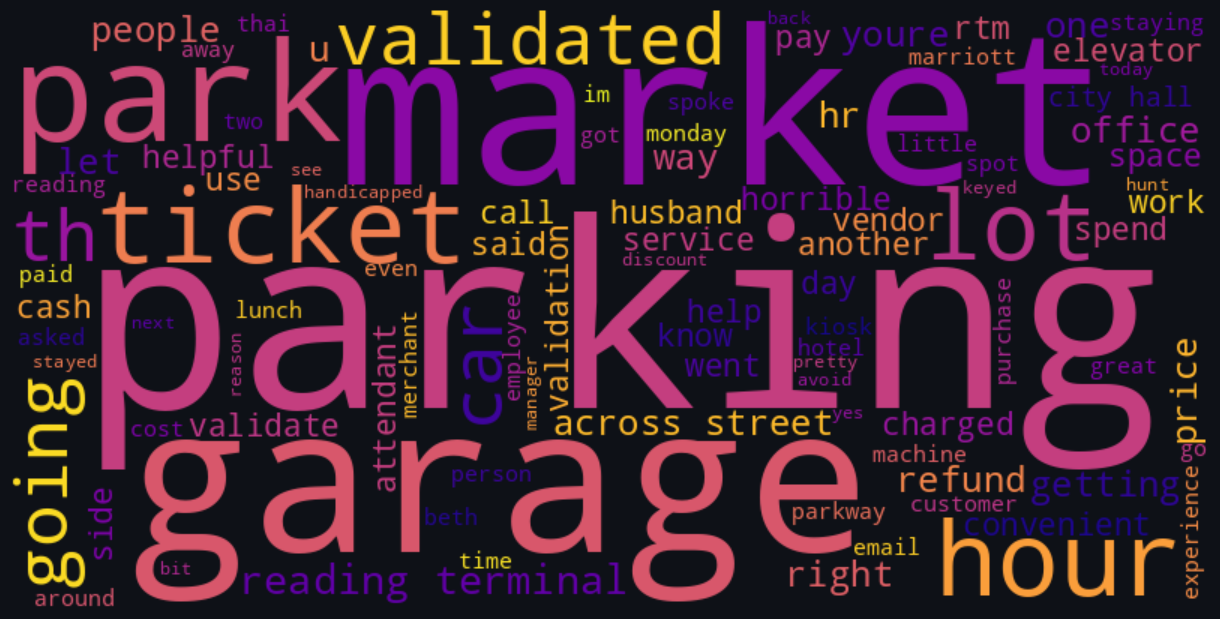 people
thai
away
u
validated
back
pay
youre
rtm
one
staying
marriott
elevator
park
market
today
im
spoke
hr
city hall
two
got
monday
way
little
office
let
helpful
see
spot
space
reading
use
handicapped
horrible
keyed
hunt
work
th
ticket
call
husband
vendor
lot
spend
said
service
another
discount
paid
even
parking
day
cash
lunch
help
purchase
asked
next
know
kiosk
stayed
reason
attendant
merchant
car
employee
manager
validation
went
hotel
pretty
avoid
great
price
going
cost
validate
across street
yes
charged
go
garage
machine
person
refund
getting
side
beth
parkway
customer
convenient
experience
bit
reading terminal
time
email
right
hour
around